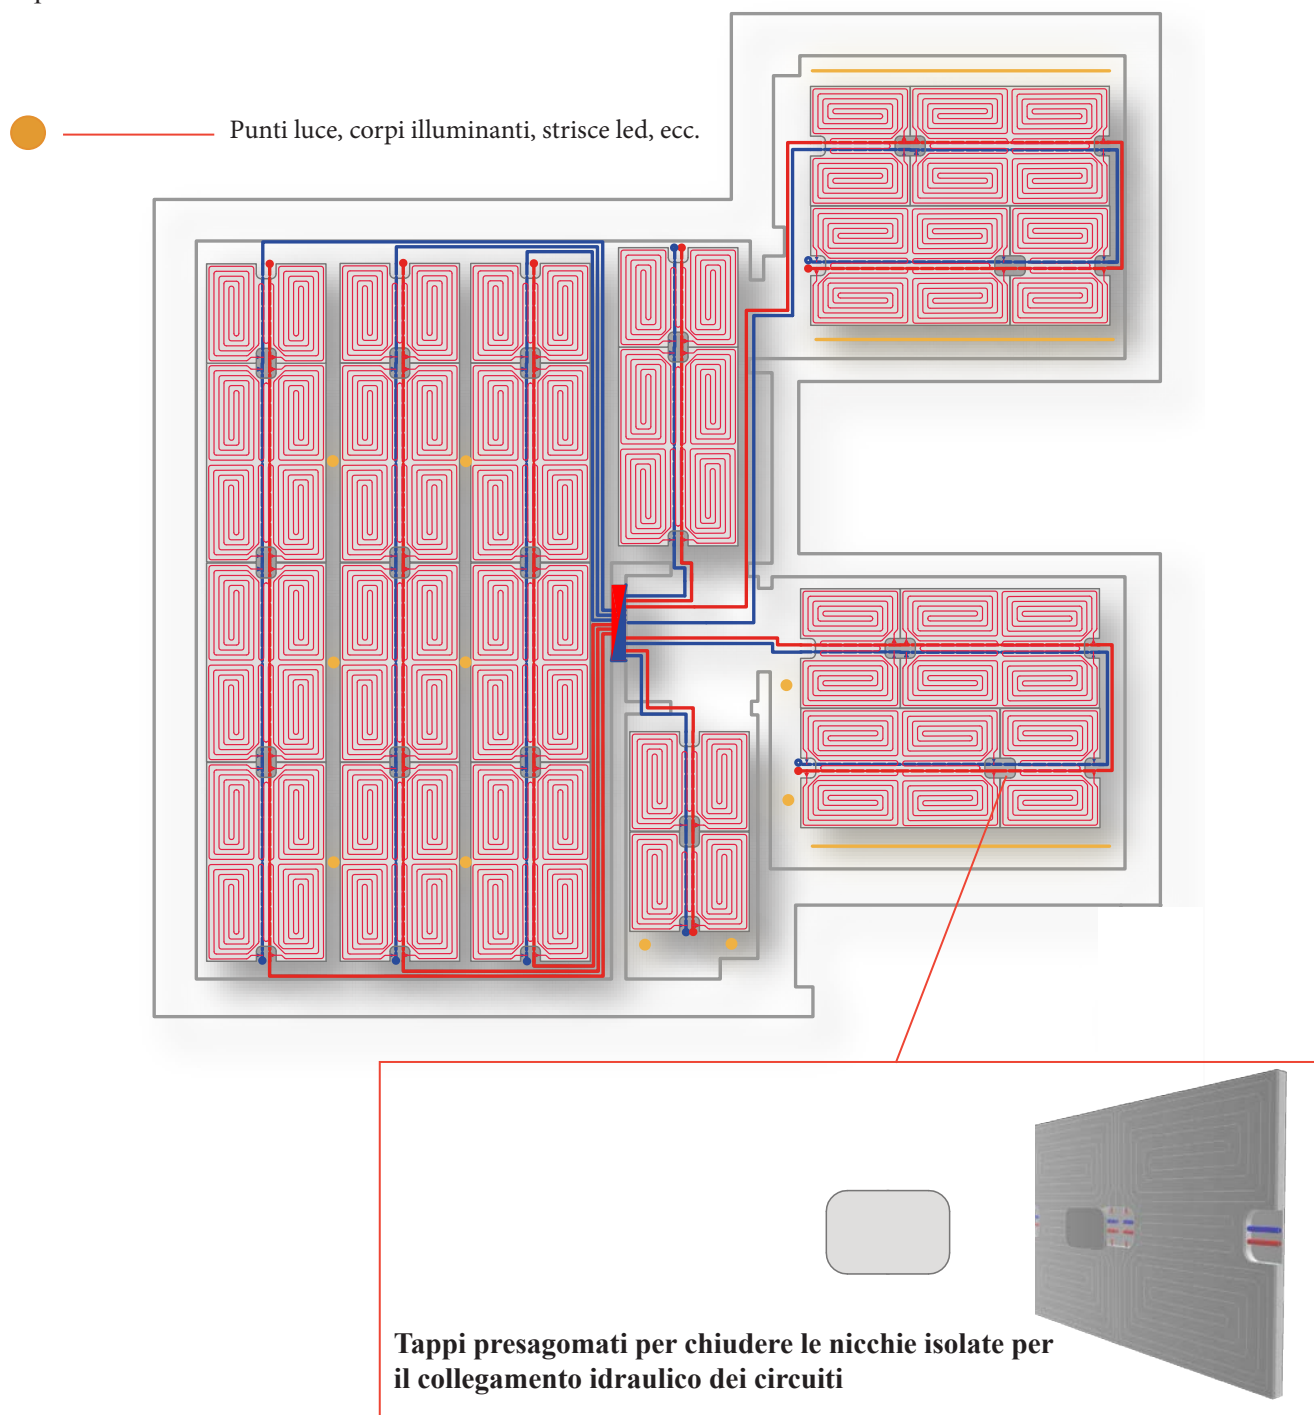 Punti luce, corpi illuminanti, strisce led, ecc.
Tappi presagomati per chiudere le nicchie isolate per
il collegamento idraulico dei circuiti